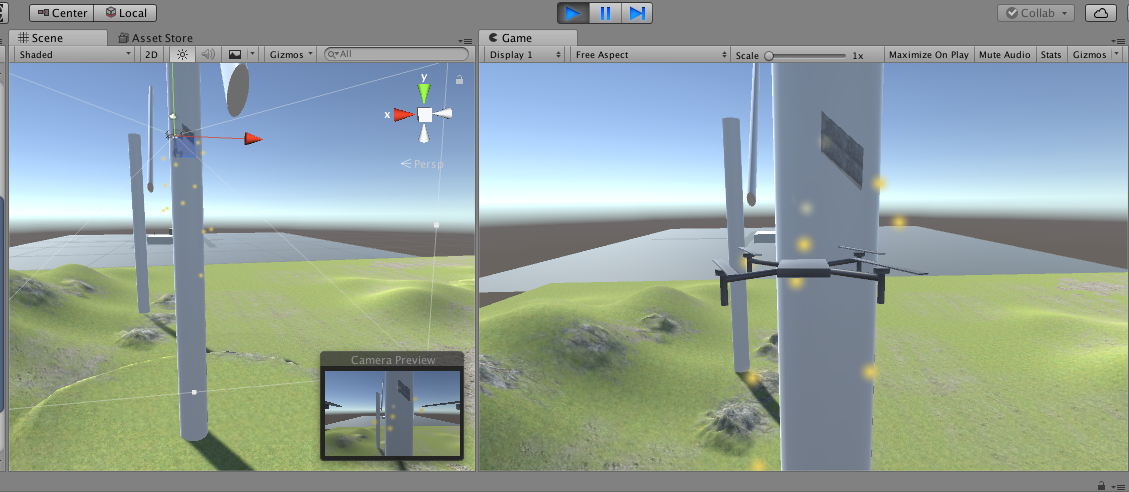 Center Local Collab
Scene Asset Store Game
Shaded 2D Gizmos All Display 1 Free Aspect Scale 1x Maximize On Play Mute Audio Stats Gizmos
y
x
Persp
Camera Preview